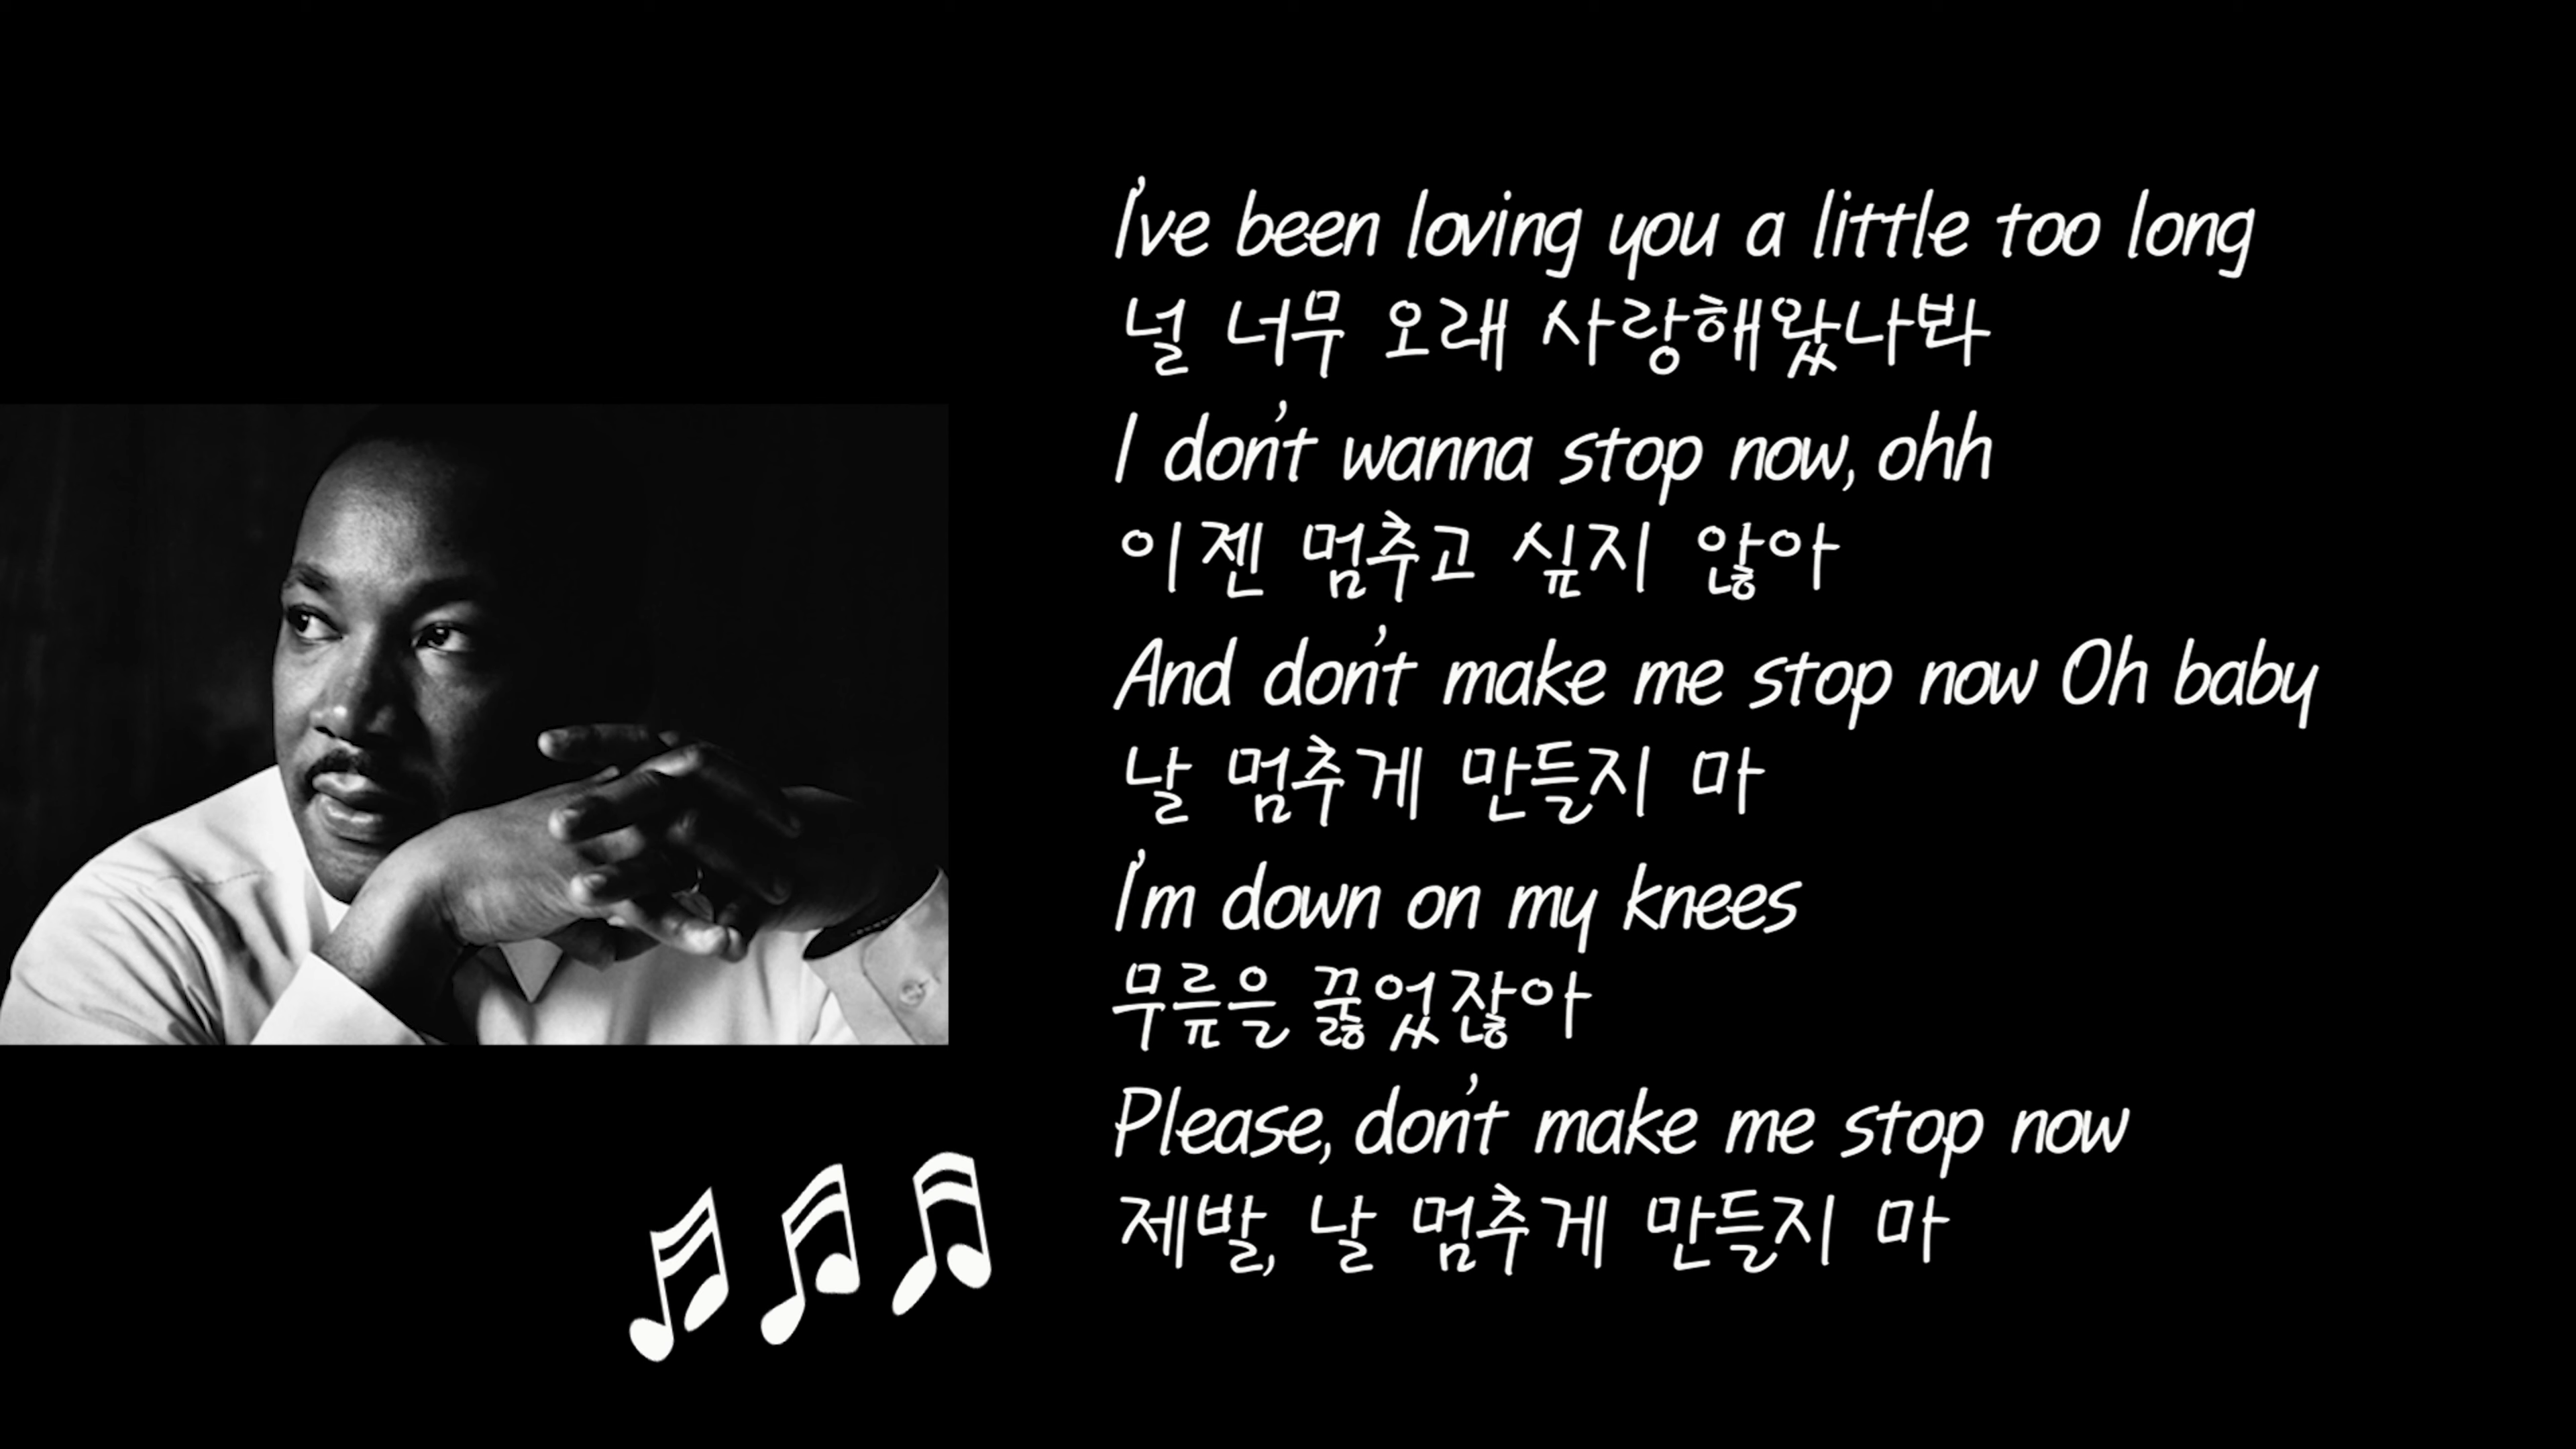 I've been loving you a little too long
널 너무 오래 사랑해왔나봐
I don't wanna stop now, ohh
이젠 멈추고 싶지 않아
And don't make me stop now Oh baby
날 멈추게 만들지 마
I'm down on my knees
무릎을 꿇었잖아
Please, don't make me stop now
제발, 날 멈추게 만들지 마